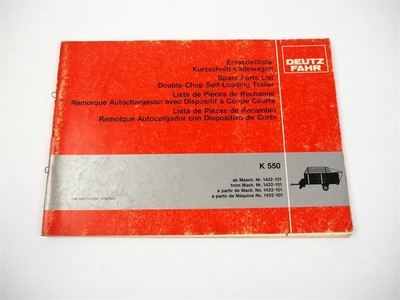 DEUTZ
FAHR
Ersatzteilliste
Kurzschnitt-Ladewagen
Spare Parts List
Double-Chop Self-Loading Trailer
Liste de Pièces de Rechange
Remorque Autochargeuse avec Dispositif à Coupe Courte
Lista de Piezas de Recambio
Remolque Autocargador con Dispositivo de Corte
K 550
ab Masch. Nr. 1432-101
from Mach. Nr. 1432-101
à partir de Mach. No. 1432-101
a partir de Máquina No. 1432-101